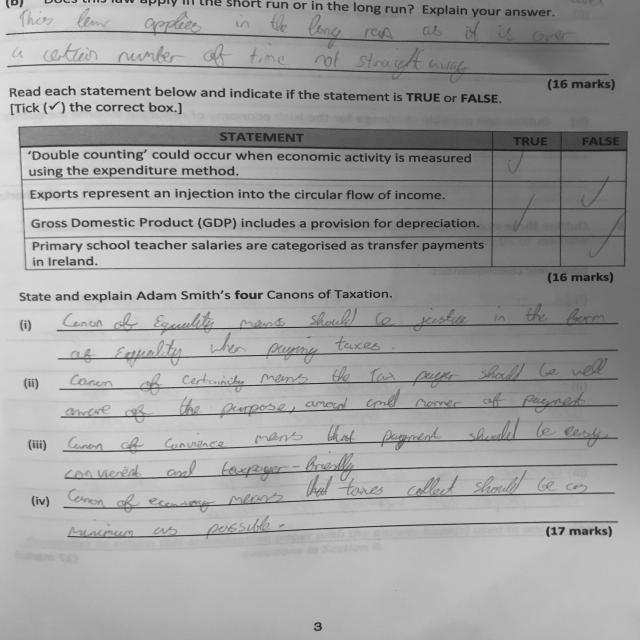 (b) Does this law apply in the short run or in the long run? Explain your answer.
This law applies in the long run as it is over
a certian number of time not straight away
(16 marks)
Read each statement below and indicate if the statement is TRUE or FALSE.
[Tick (✓) the correct box.]
STATEMENT TRUE FALSE
'Double counting' could occur when economic activity is measured
using the expenditure method. ✓
Exports represent an injection into the circular flow of income. ✓
Gross Domestic Product (GDP) includes a provision for depreciation. ✓
Primary school teacher salaries are categorised as transfer payments
in Ireland. ✓
(16 marks)
State and explain Adam Smith's four Canons of Taxation.
(i) Canon of Equality means should be justice in the form
of Equality when paying taxes.
(ii) Canon of certainity means the Tax payer should be well
aware of the purpose, amount and manner of payment
(iii) Canon of Convience means that payment should be easy,
convienent and taxpayer-friendly
(iv) Canon of economy means that taxes collect should be as
minimum as possible.
(17 marks)
3